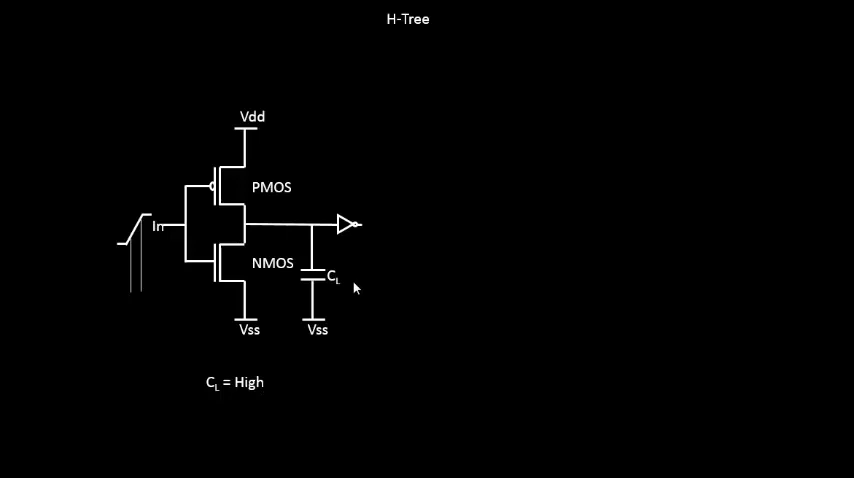 H-Tree
Vdd
PMOS
In
NMOS
CL
Vss
Vss
CL = High